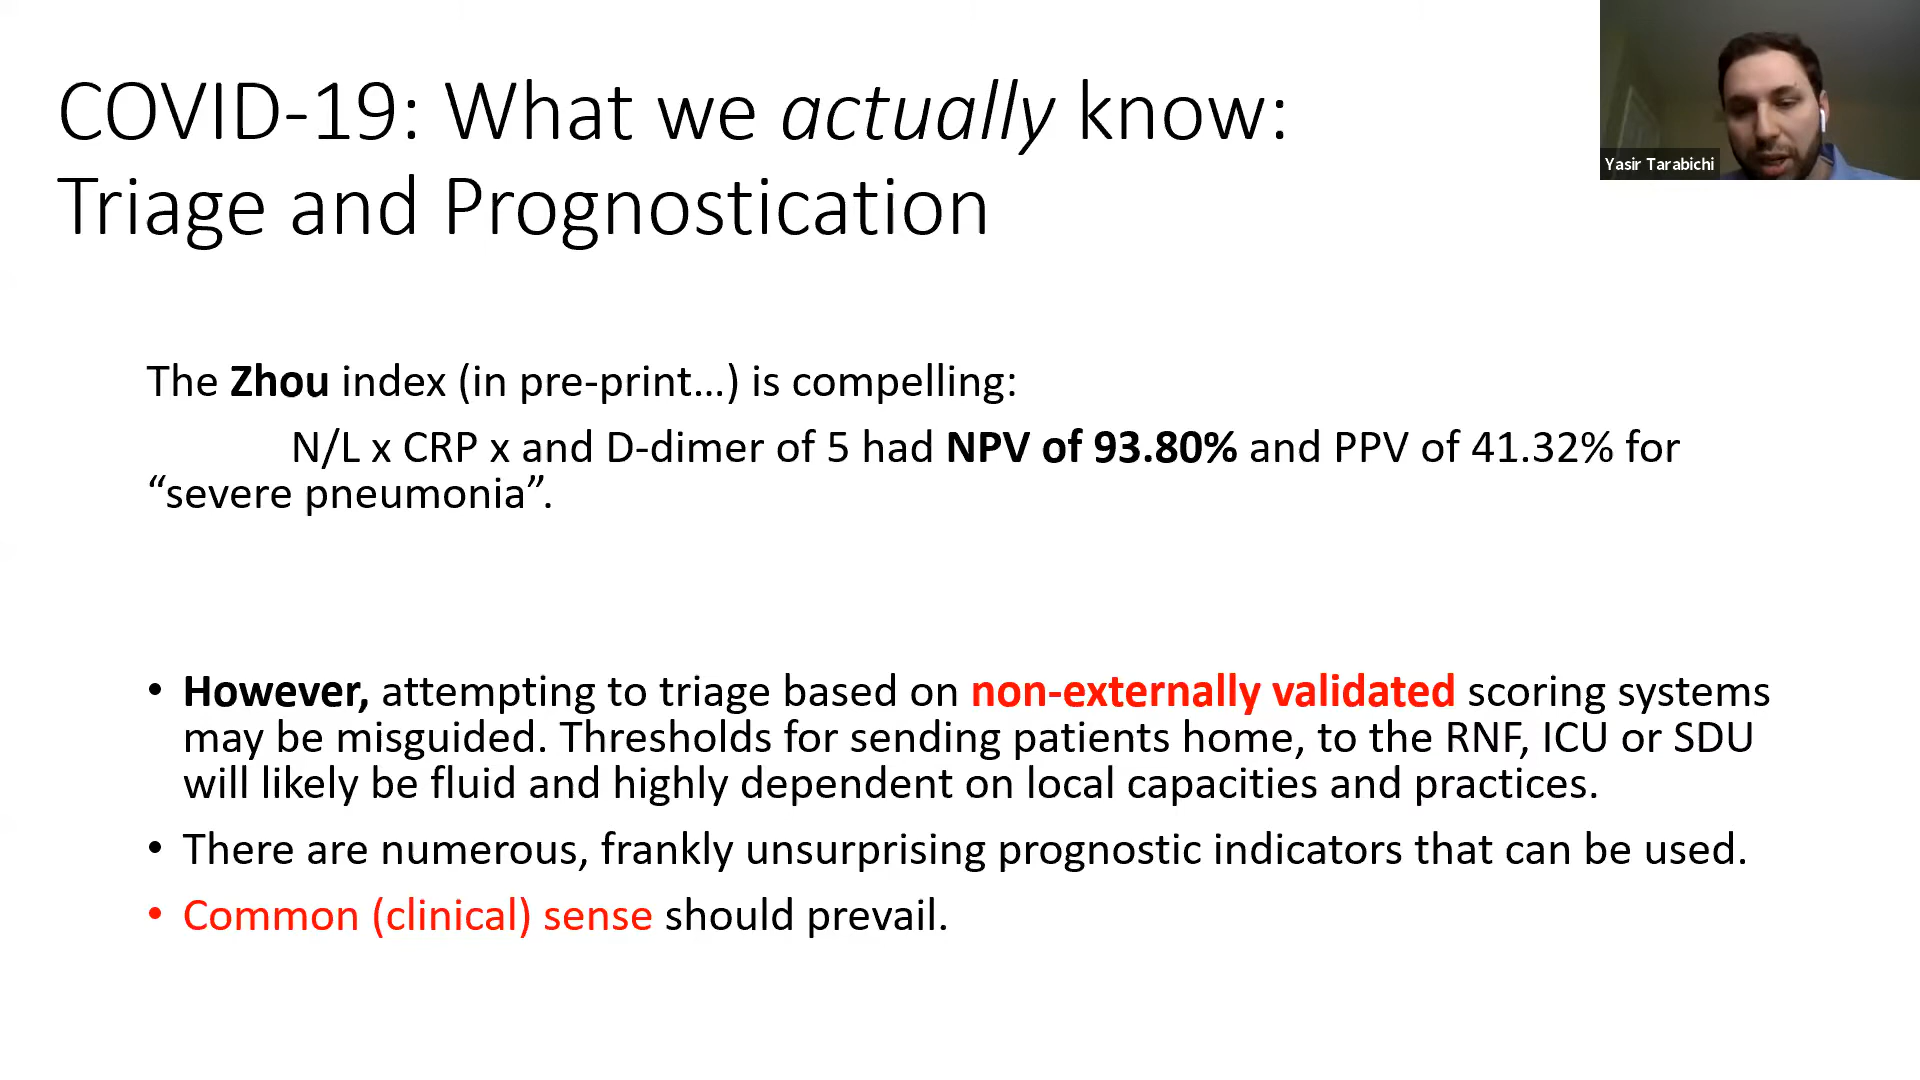 COVID-19: What we actually know:
Triage and Prognostication
Yasir Tarabichi
The Zhou index (in pre-print…) is compelling:
N/L x CRP x and D-dimer of 5 had NPV of 93.80% and PPV of 41.32% for
“severe pneumonia”.
• However, attempting to triage based on non-externally validated scoring systems
may be misguided. Thresholds for sending patients home, to the RNF, ICU or SDU
will likely be fluid and highly dependent on local capacities and practices.
• There are numerous, frankly unsurprising prognostic indicators that can be used.
• Common (clinical) sense should prevail.